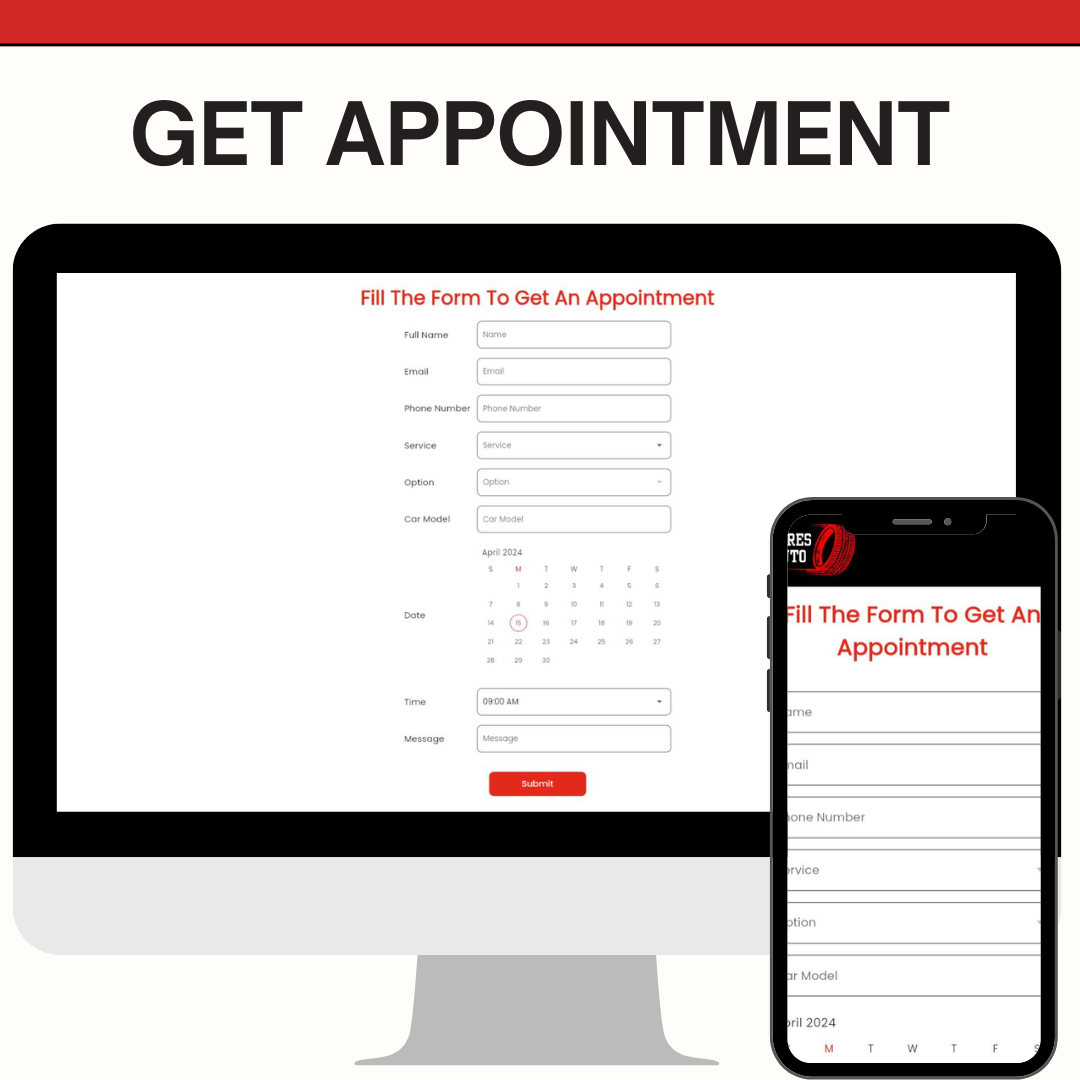 GET APPOINTMENT
Fill The Form To Get An Appointment
Full Name Name
Email Email
Phone Number Phone Number
Service Service
Option Option
Car Model Car Model
April 2024
S M T W T F S
1 2 3 4 5 6
7 8 9 10 11 12 13
Date
14 15 16 17 18 19 20
21 22 23 24 25 26 27
28 29 30
Time 09:00 AM
Message Message
Submit
RES
TO
Fill The Form To Get An
Appointment
ame
mail
hone Number
ervice
ption
ar Model
pril 2024
M T W T F S